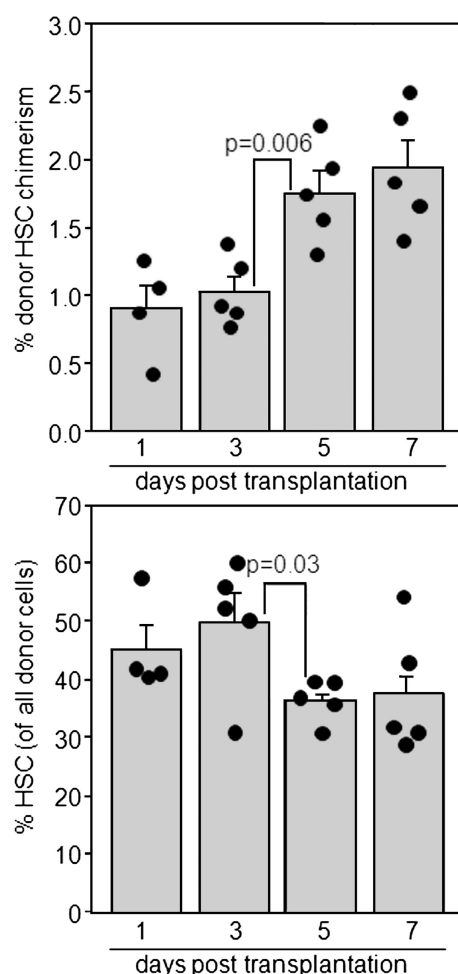 % donor HSC chimerism
3.0
2.5
2.0
1.5
1.0
0.5
0.0
p=0.006
1 3 5 7
days post transplantation
% HSC (of all donor cells)
70
60
50
40
30
20
10
0
p=0.03
1 3 5 7
days post transplantation